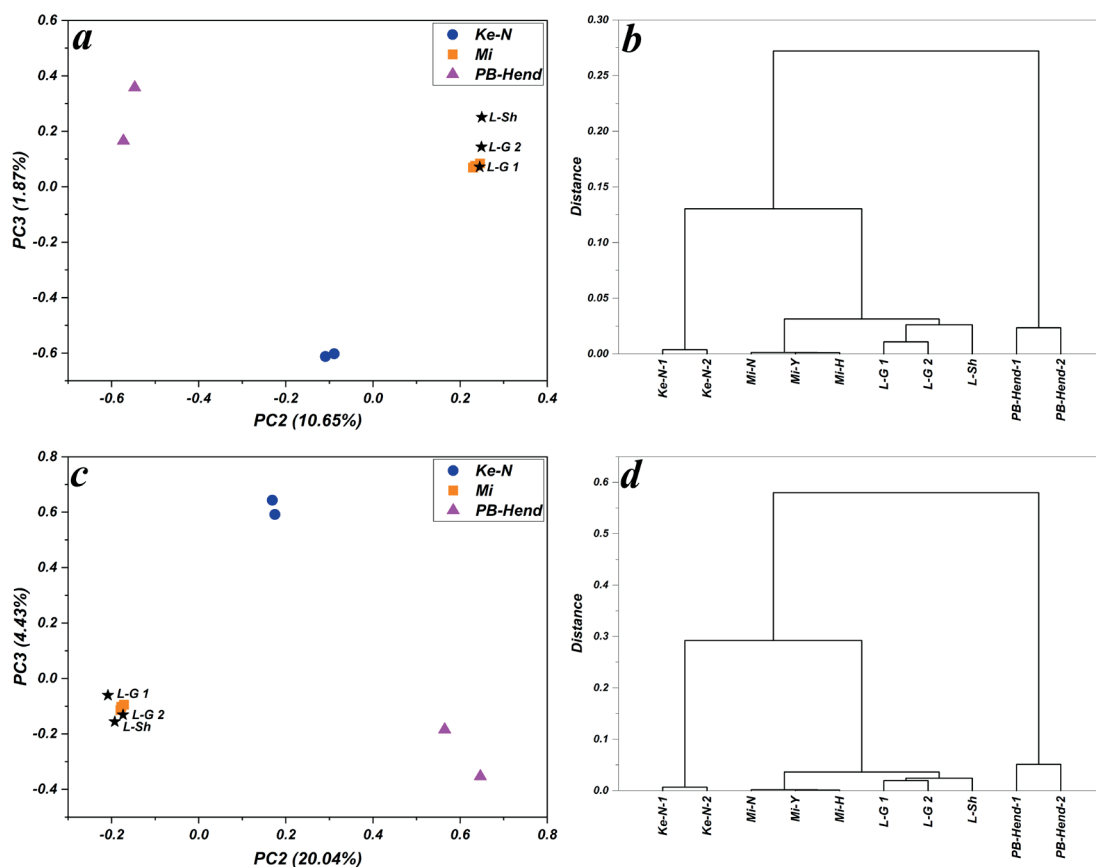 a
Ke-N
Mi
PB-Hend
L-Sh
L-G 2
L-G 1
0.6
0.4
0.2
0.0
-0.2
-0.4
-0.6
PC3 (1.87%)
-0.6 -0.4 -0.2 0.0 0.2 0.4
PC2 (10.65%)
b
0.30
0.25
0.20
0.15
0.10
0.05
0.00
Distance
Ke-N-1
Ke-N-2
Mi-N
Mi-Y
Mi-H
L-G 1
L-G 2
L-Sh
PB-Hend-1
PB-Hend-2
c
Ke-N
Mi
PB-Hend
L-G 1
L-G 2
L-Sh
0.8
0.6
0.4
0.2
0.0
-0.2
-0.4
PC3 (4.43%)
-0.2 0.0 0.2 0.4 0.6 0.8
PC2 (20.04%)
d
0.6
0.5
0.4
0.3
0.2
0.1
0.0
Distance
Ke-N-1
Ke-N-2
Mi-N
Mi-Y
Mi-H
L-G 1
L-G 2
L-Sh
PB-Hend-1
PB-Hend-2